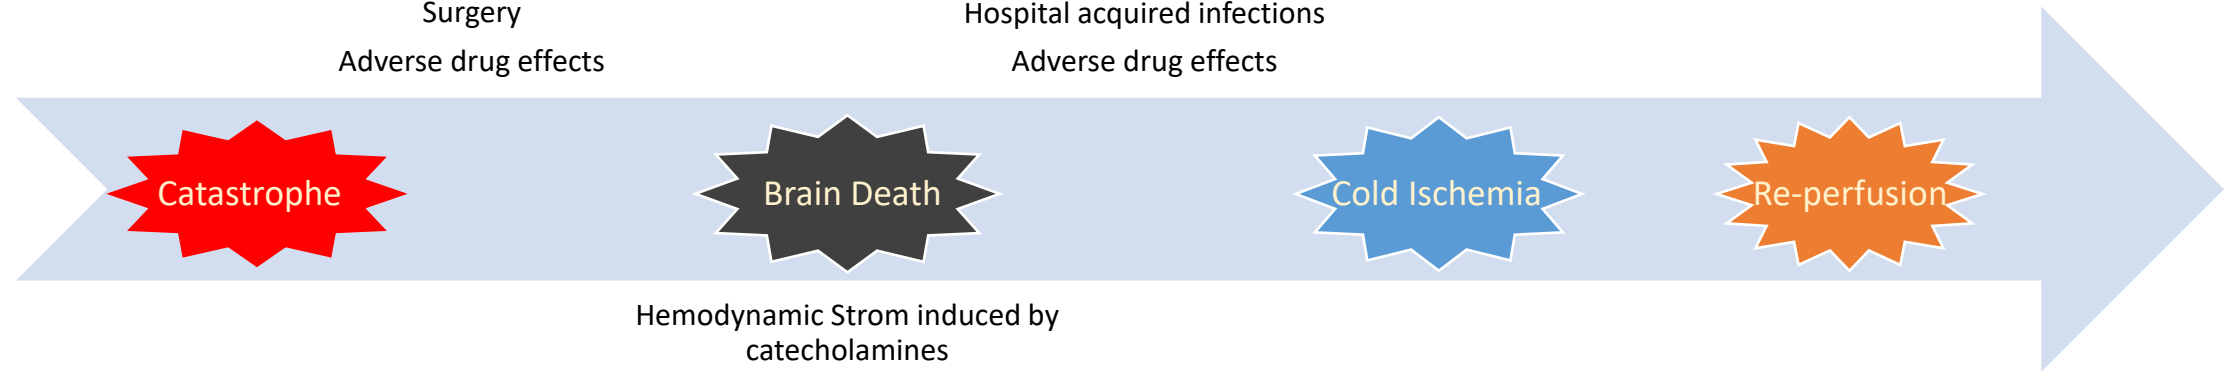 Surgery
Adverse drug effects
Hospital acquired infections
Adverse drug effects
Catastrophe
Brain Death
Cold Ischemia
Re-perfusion
Hemodynamic Strom induced by
catecholamines